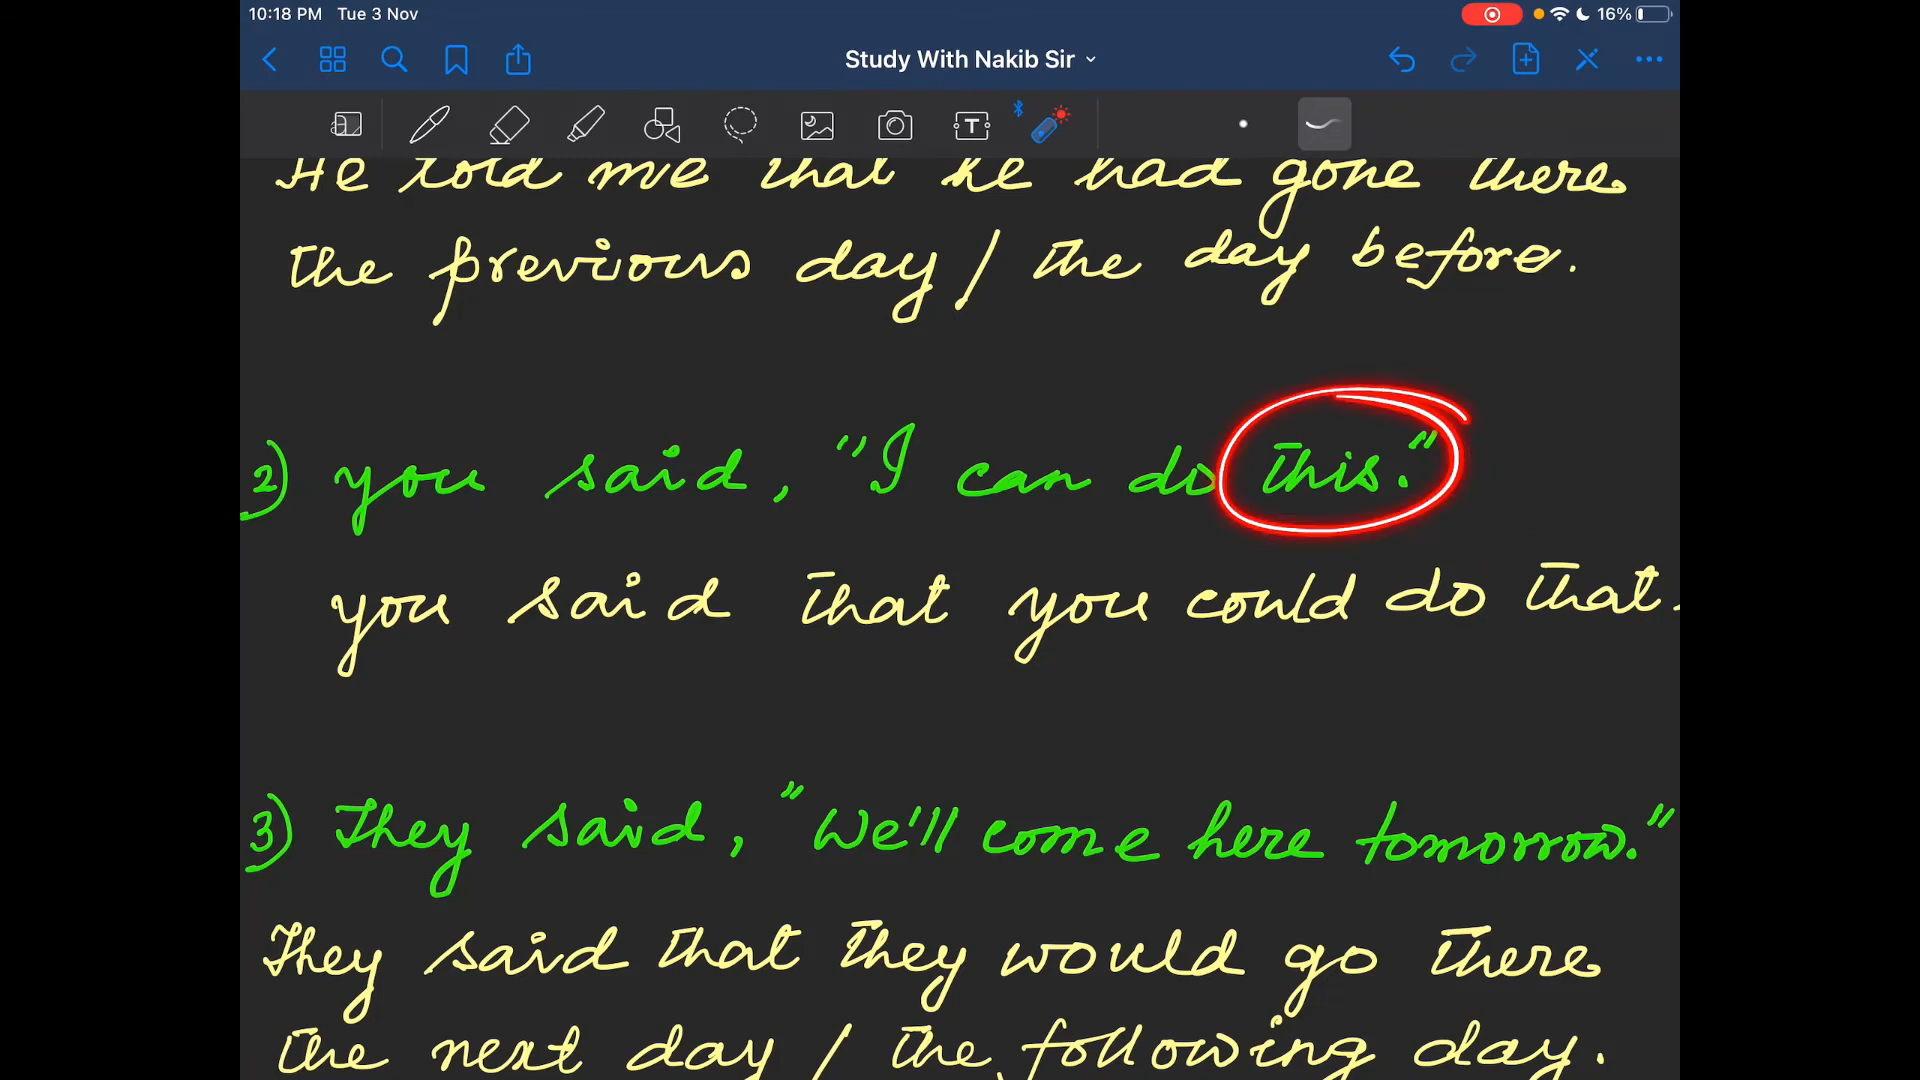 10:18 PM Tue 3 Nov
16%
Study With Nakib Sir
T
He told me that he had gone there
the previous day / the day before.
2) you said, "I can do this."
you said that you could do that.
3) They said, "We'll come here tomorrow."
They said that they would go there
the next day / the following day.